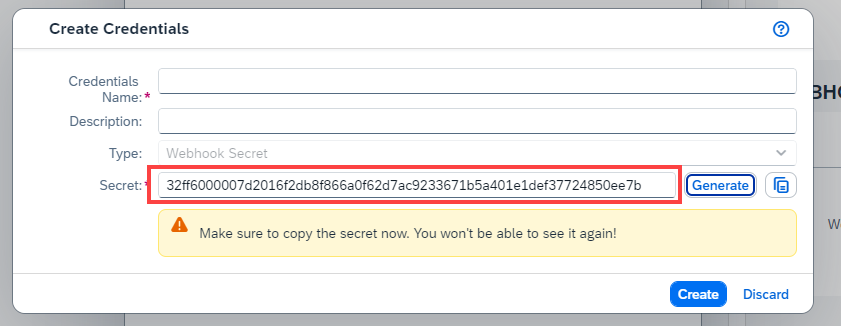 Create Credentials
Credentials
Name:*
Description:
Type: Webhook Secret
Secret:* 32ff6000007d2016f2db8f866a0f62d7ac9233671b5a401e1def37724850ee7b Generate
Make sure to copy the secret now. You won't be able to see it again!
Create Discard